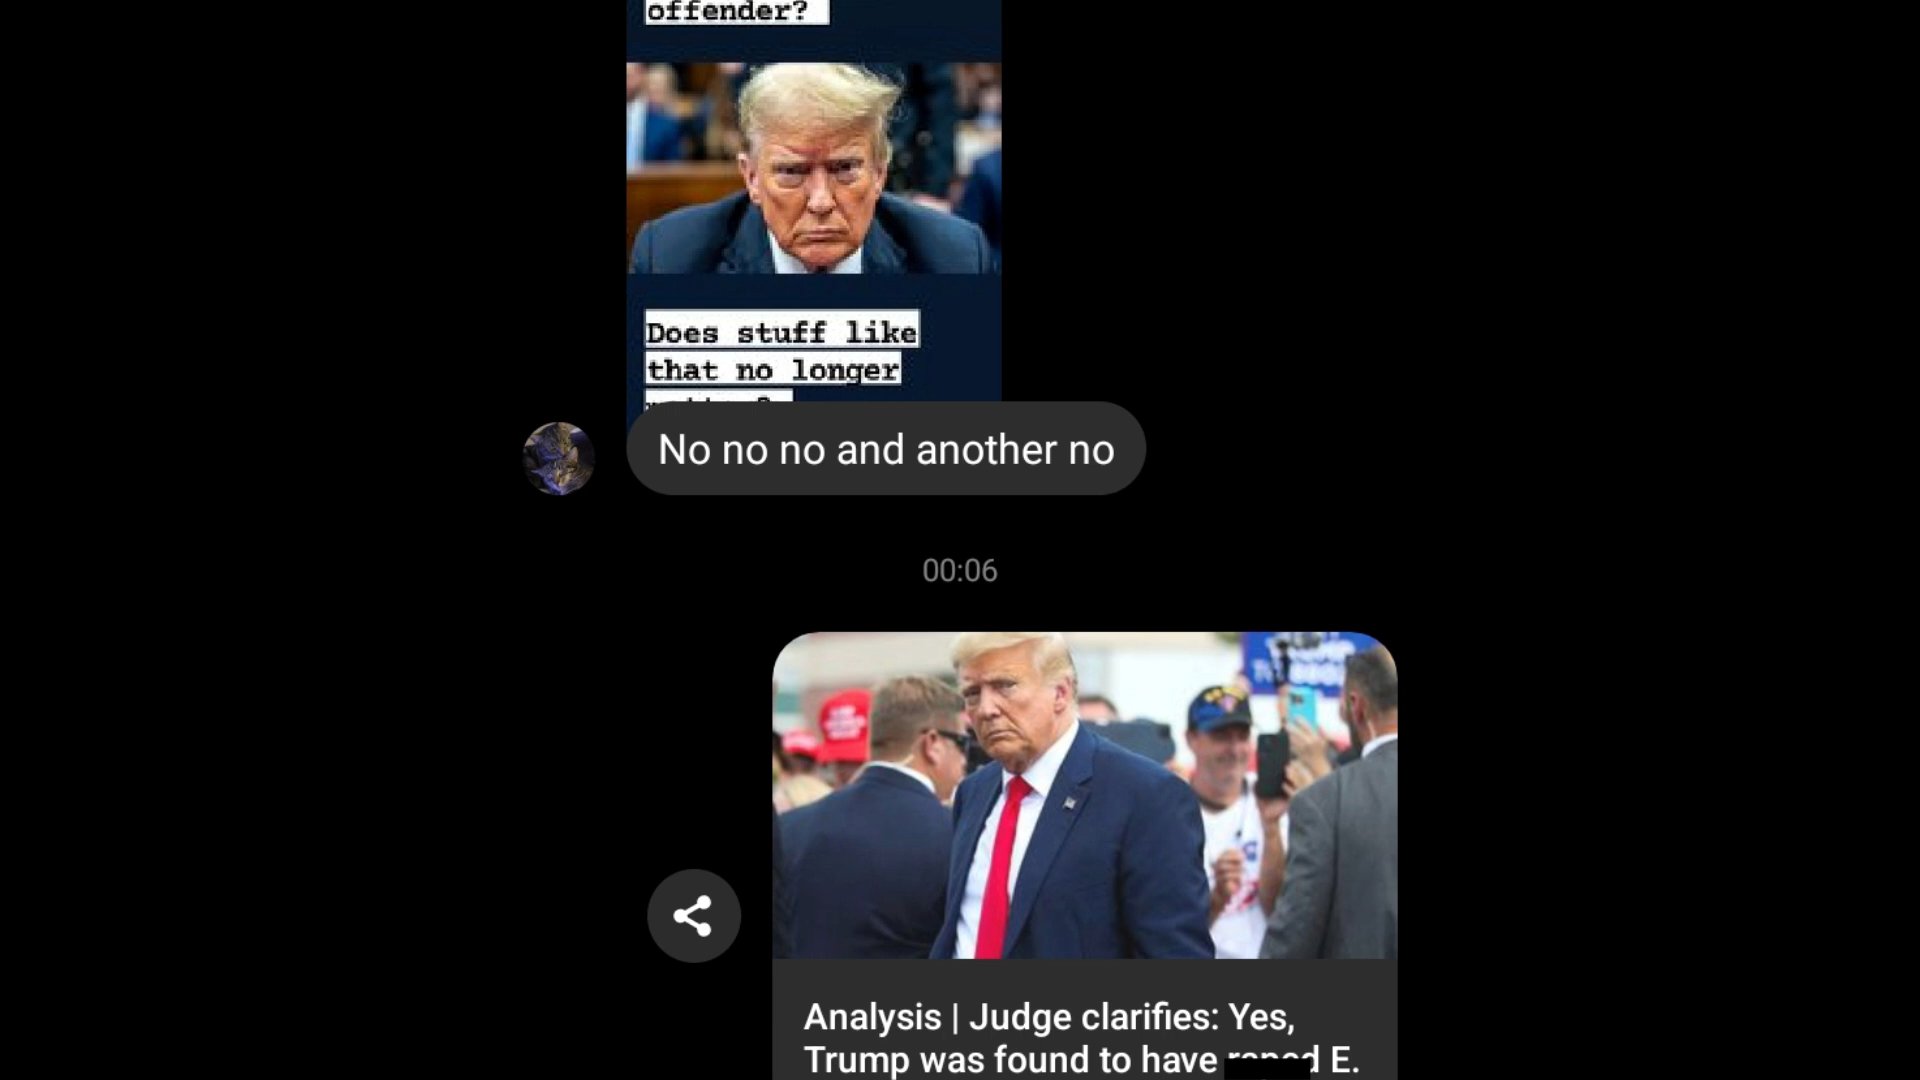 offender?
Does stuff like
that no longer
No no no and another no
00:06
Analysis | Judge clarifies: Yes,
Trump was found to have raped E.